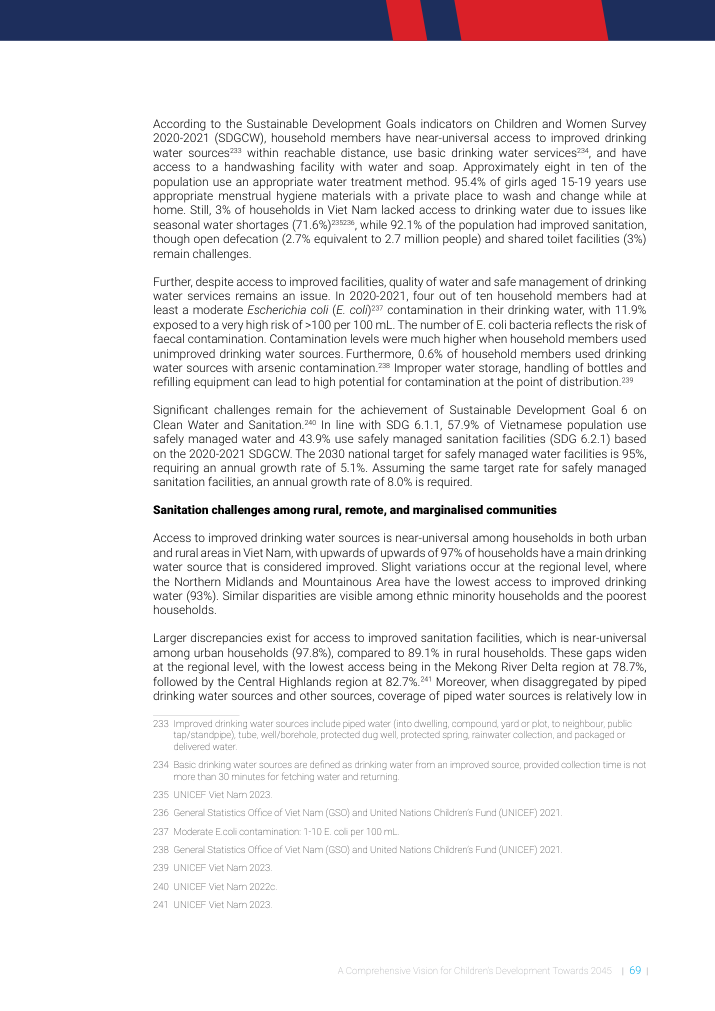 According to the Sustainable Development Goals indicators on Children and Women Survey
2020-2021 (SDGCW), household members have near-universal access to improved drinking
water sources233 within reachable distance, use basic drinking water services234, and have
access to a handwashing facility with water and soap. Approximately eight in ten of the
population use an appropriate water treatment method. 95.4% of girls aged 15-19 years use
appropriate menstrual hygiene materials with a private place to wash and change while at
home. Still, 3% of households in Viet Nam lacked access to drinking water due to issues like
seasonal water shortages (71.6%)235236, while 92.1% of the population had improved sanitation,
though open defecation (2.7% equivalent to 2.7 million people) and shared toilet facilities (3%)
remain challenges.
Further, despite access to improved facilities, quality of water and safe management of drinking
water services remains an issue. In 2020-2021, four out of ten household members had at
least a moderate Escherichia coli (E. coli)237 contamination in their drinking water, with 11.9%
exposed to a very high risk of >100 per 100 mL. The number of E. coli bacteria reflects the risk of
faecal contamination. Contamination levels were much higher when household members used
unimproved drinking water sources. Furthermore, 0.6% of household members used drinking
water sources with arsenic contamination.238 Improper water storage, handling of bottles and
refilling equipment can lead to high potential for contamination at the point of distribution.239
Significant challenges remain for the achievement of Sustainable Development Goal 6 on
Clean Water and Sanitation.240 In line with SDG 6.1.1, 57.9% of Vietnamese population use
safely managed water and 43.9% use safely managed sanitation facilities (SDG 6.2.1) based
on the 2020-2021 SDGCW. The 2030 national target for safely managed water facilities is 95%,
requiring an annual growth rate of 5.1%. Assuming the same target rate for safely managed
sanitation facilities, an annual growth rate of 8.0% is required.
Sanitation challenges among rural, remote, and marginalised communities
Access to improved drinking water sources is near-universal among households in both urban
and rural areas in Viet Nam, with upwards of upwards of 97% of households have a main drinking
water source that is considered improved. Slight variations occur at the regional level, where
the Northern Midlands and Mountainous Area have the lowest access to improved drinking
water (93%). Similar disparities are visible among ethnic minority households and the poorest
households.
Larger discrepancies exist for access to improved sanitation facilities, which is near-universal
among urban households (97.8%), compared to 89.1% in rural households. These gaps widen
at the regional level, with the lowest access being in the Mekong River Delta region at 78.7%,
followed by the Central Highlands region at 82.7%.241 Moreover, when disaggregated by piped
drinking water sources and other sources, coverage of piped water sources is relatively low in
233 Improved drinking water sources include piped water (into dwelling, compound, yard or plot, to neighbour, public
tap/standpipe), tube, well/borehole, protected dug well, protected spring, rainwater collection, and packaged or
delivered water.
234 Basic drinking water sources are defined as drinking water from an improved source, provided collection time is not
more than 30 minutes for fetching water and returning.
235 UNICEF Viet Nam 2023.
236 General Statistics Office of Viet Nam (GSO) and United Nations Children's Fund (UNICEF) 2021.
237 Moderate E.coli contamination: 1-10 E. coli per 100 mL.
238 General Statistics Office of Viet Nam (GSO) and United Nations Children's Fund (UNICEF) 2021.
239 UNICEF Viet Nam 2023.
240 UNICEF Viet Nam 2022c.
241 UNICEF Viet Nam 2023.
A Comprehensive Vision for Children's Development Towards 2045 | 69 |